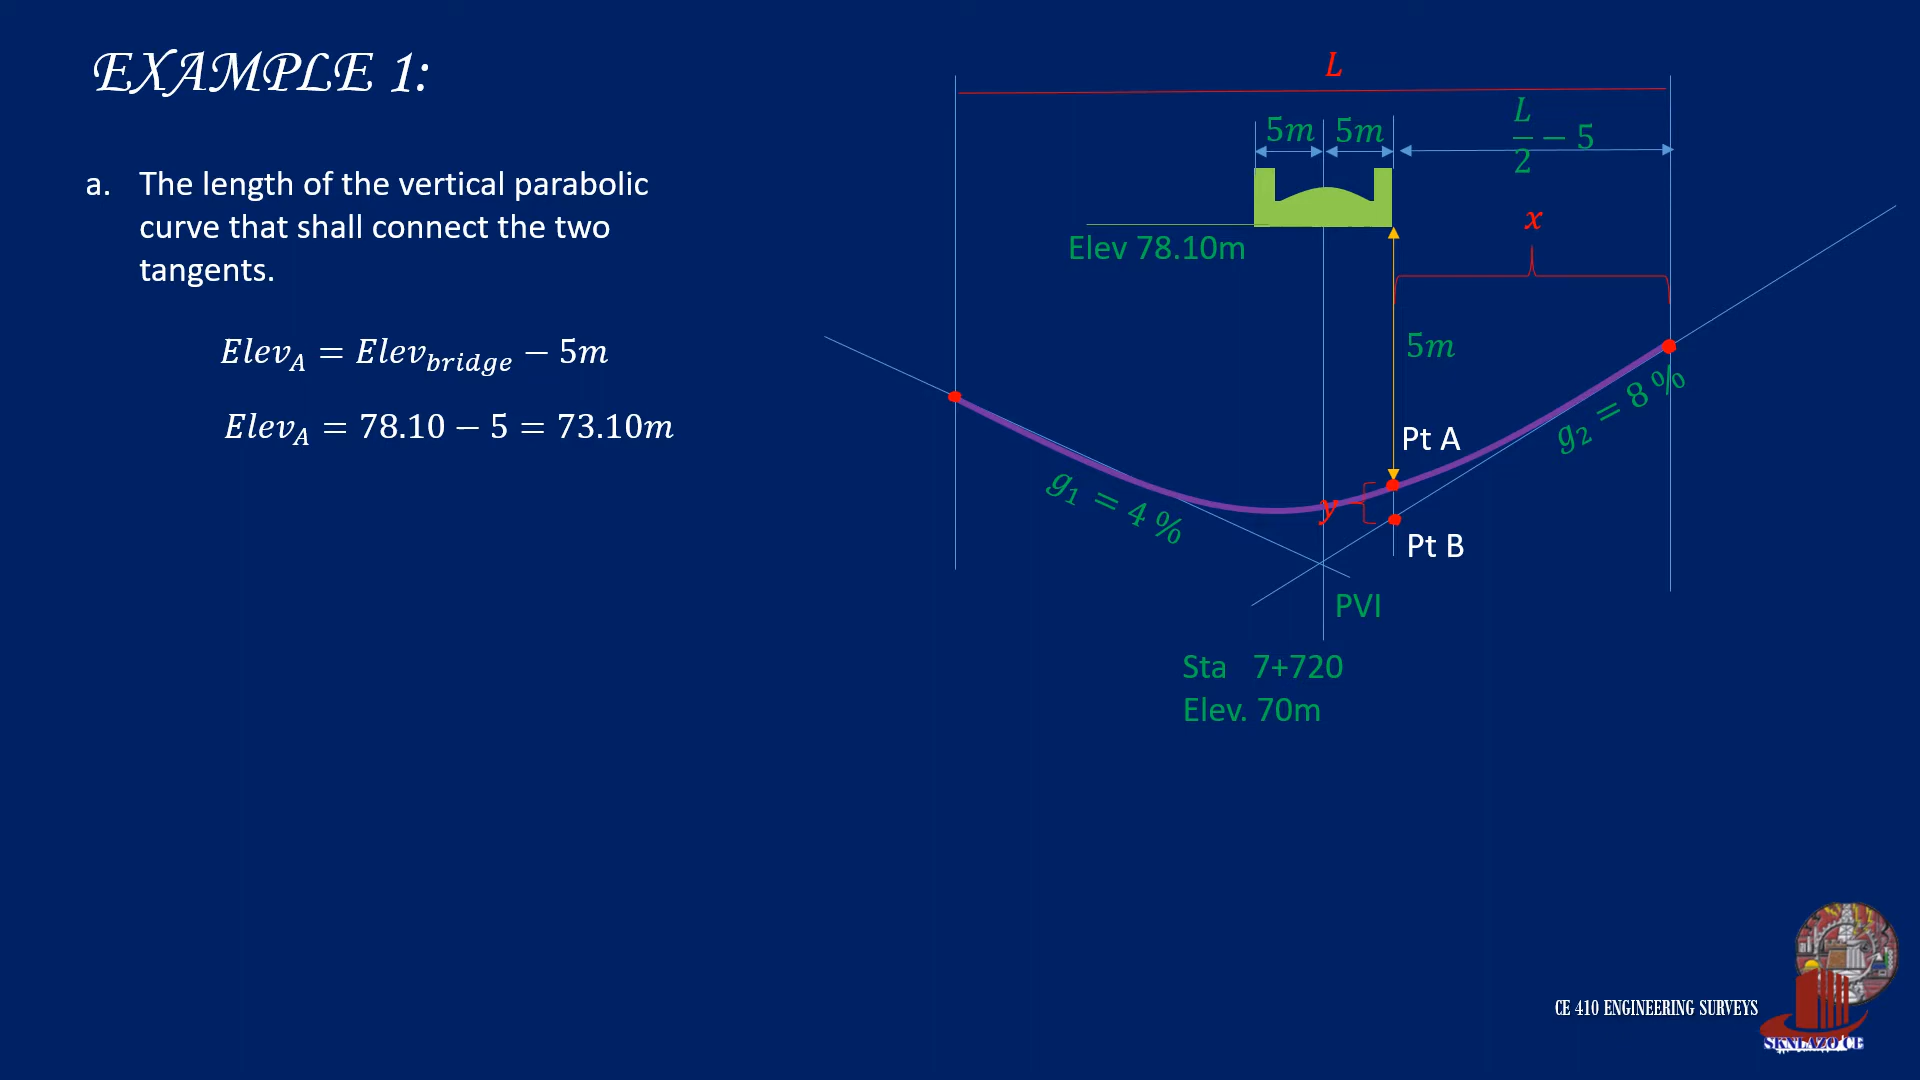 EXAMPLE 1:
a. The length of the vertical parabolic
curve that shall connect the two
tangents.
Elev_A = Elev_bridge − 5m
Elev_A = 78.10 − 5 = 73.10m
L
5m 5m L/2 − 5
x
Elev 78.10m
5m
g₂ = 8 %
Pt A
g₁ = 4 %
y
Pt B
PVI
Sta 7+720
Elev. 70m
CE 410 ENGINEERING SURVEYS
SKNLAZO CE